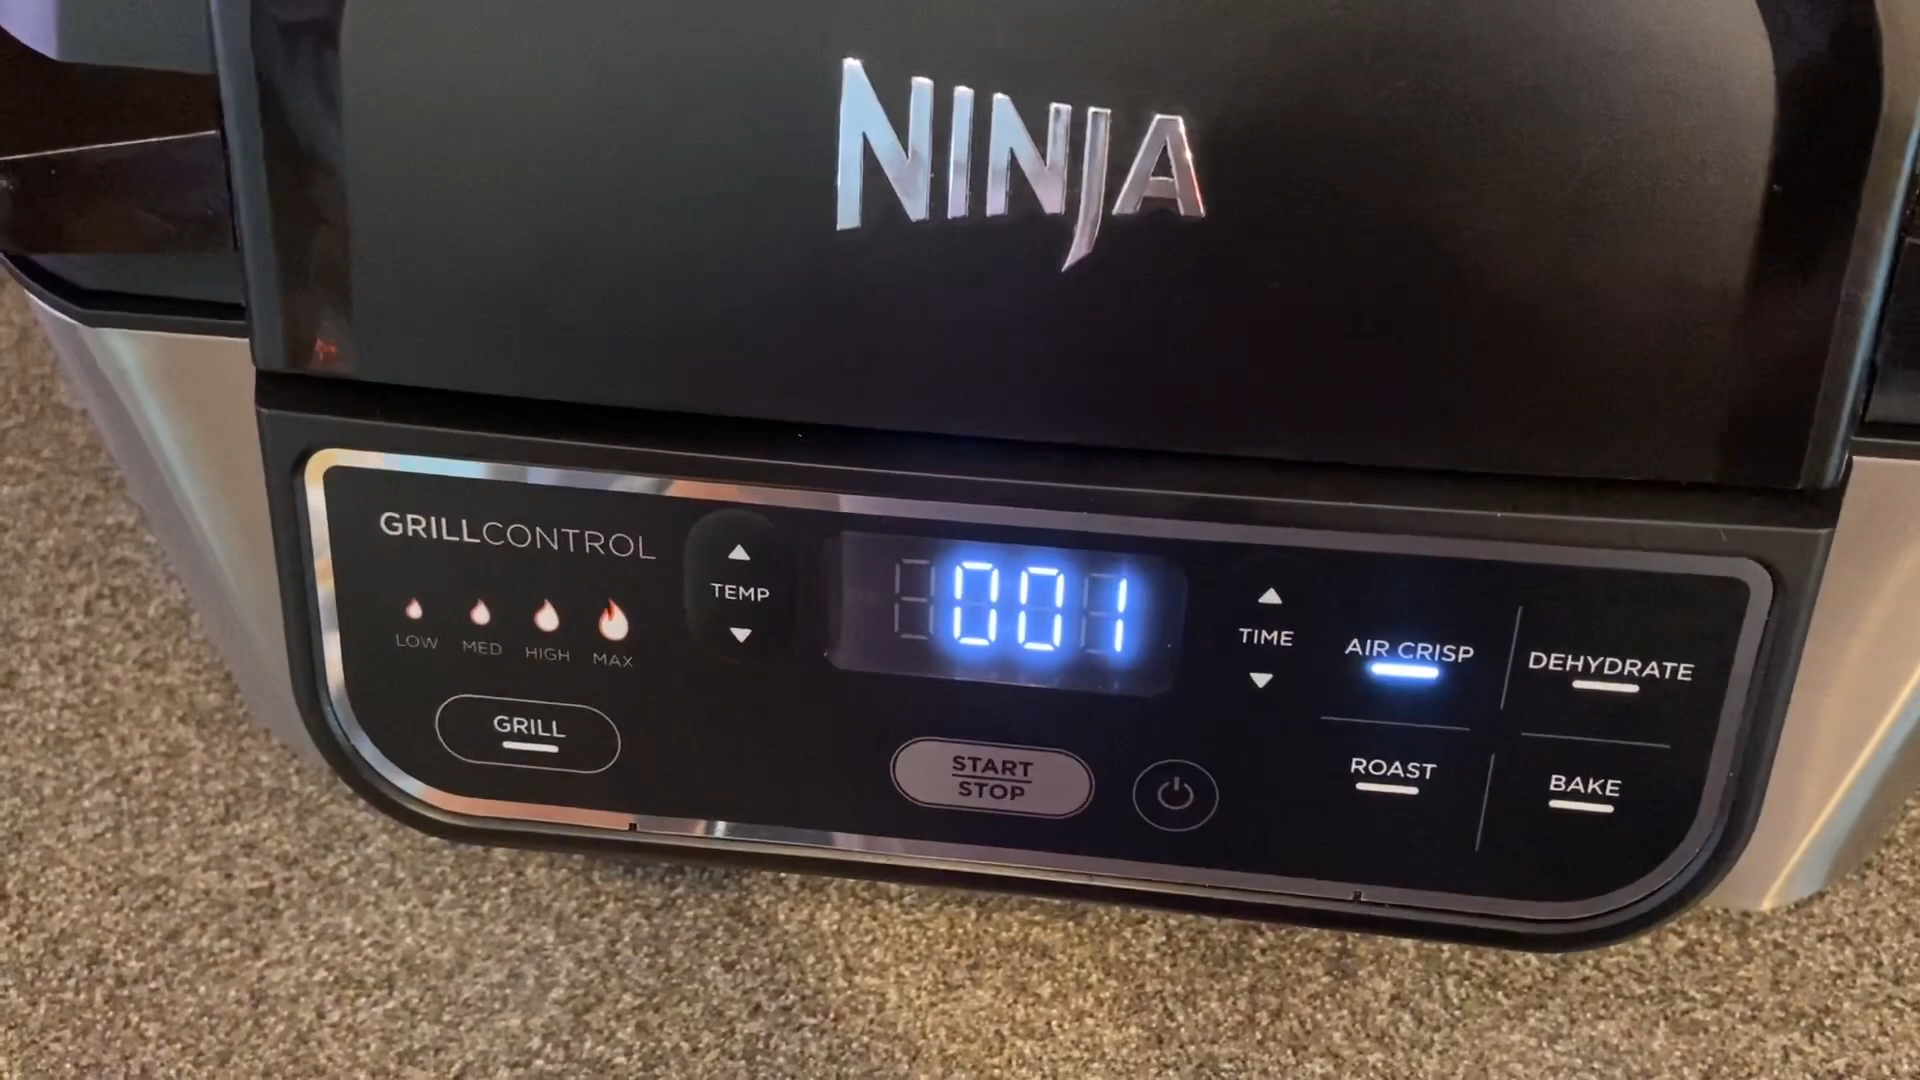 NINJA
GRILLCONTROL
LOW MED HIGH MAX
GRILL
TEMP
001
START
STOP
TIME
AIR CRISP
DEHYDRATE
ROAST
BAKE